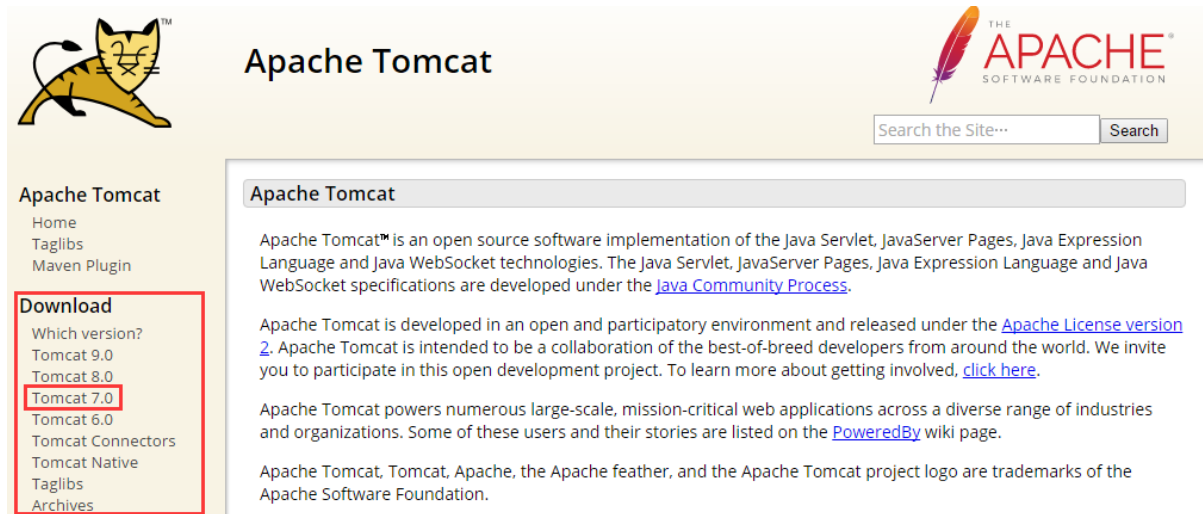 TM
Apache Tomcat
THE
APACHE®
SOFTWARE FOUNDATION
Search the Site···
Search
Apache Tomcat
Home
Taglibs
Maven Plugin
Download
Which version?
Tomcat 9.0
Tomcat 8.0
Tomcat 7.0
Tomcat 6.0
Tomcat Connectors
Tomcat Native
Taglibs
Archives
Apache Tomcat
Apache Tomcat™ is an open source software implementation of the Java Servlet, JavaServer Pages, Java Expression
Language and Java WebSocket technologies. The Java Servlet, JavaServer Pages, Java Expression Language and Java
WebSocket specifications are developed under the Java Community Process.
Apache Tomcat is developed in an open and participatory environment and released under the Apache License version
2. Apache Tomcat is intended to be a collaboration of the best-of-breed developers from around the world. We invite
you to participate in this open development project. To learn more about getting involved, click here.
Apache Tomcat powers numerous large-scale, mission-critical web applications across a diverse range of industries
and organizations. Some of these users and their stories are listed on the PoweredBy wiki page.
Apache Tomcat, Tomcat, Apache, the Apache feather, and the Apache Tomcat project logo are trademarks of the
Apache Software Foundation.